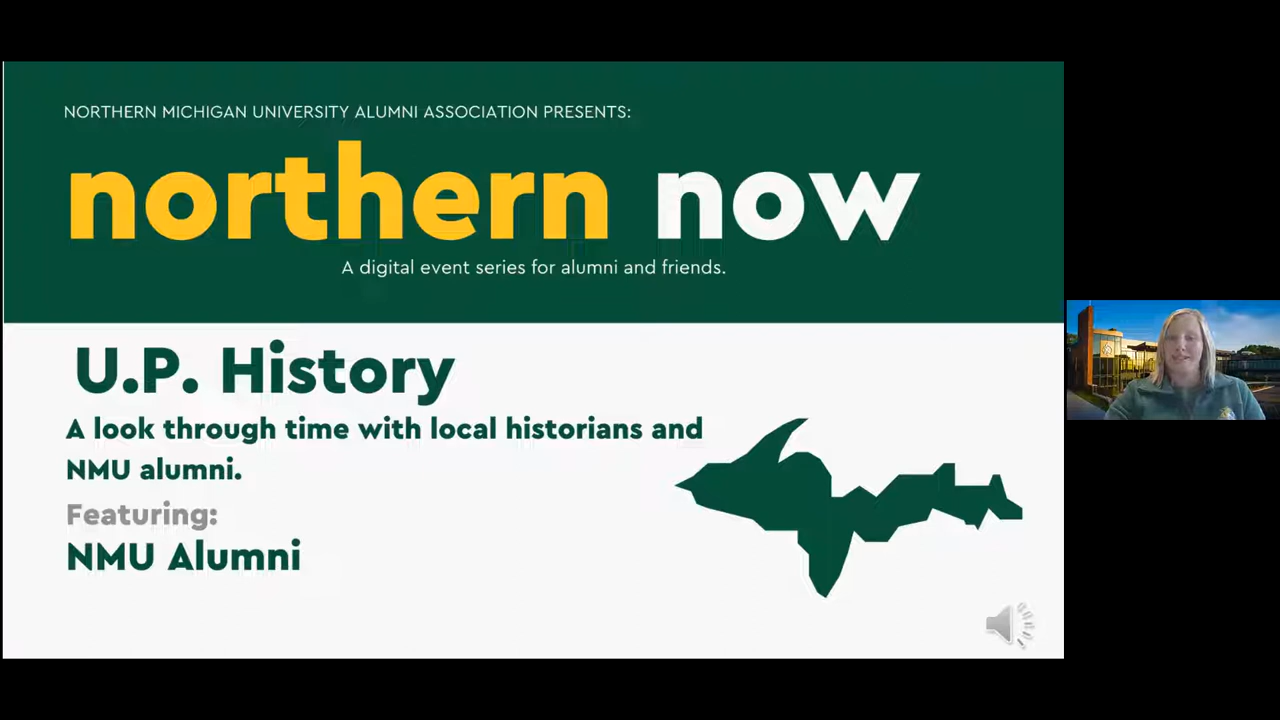 NORTHERN MICHIGAN UNIVERSITY ALUMNI ASSOCIATION PRESENTS:
northern now
A digital event series for alumni and friends.
U.P. History
A look through time with local historians and
NMU alumni.
Featuring:
NMU Alumni